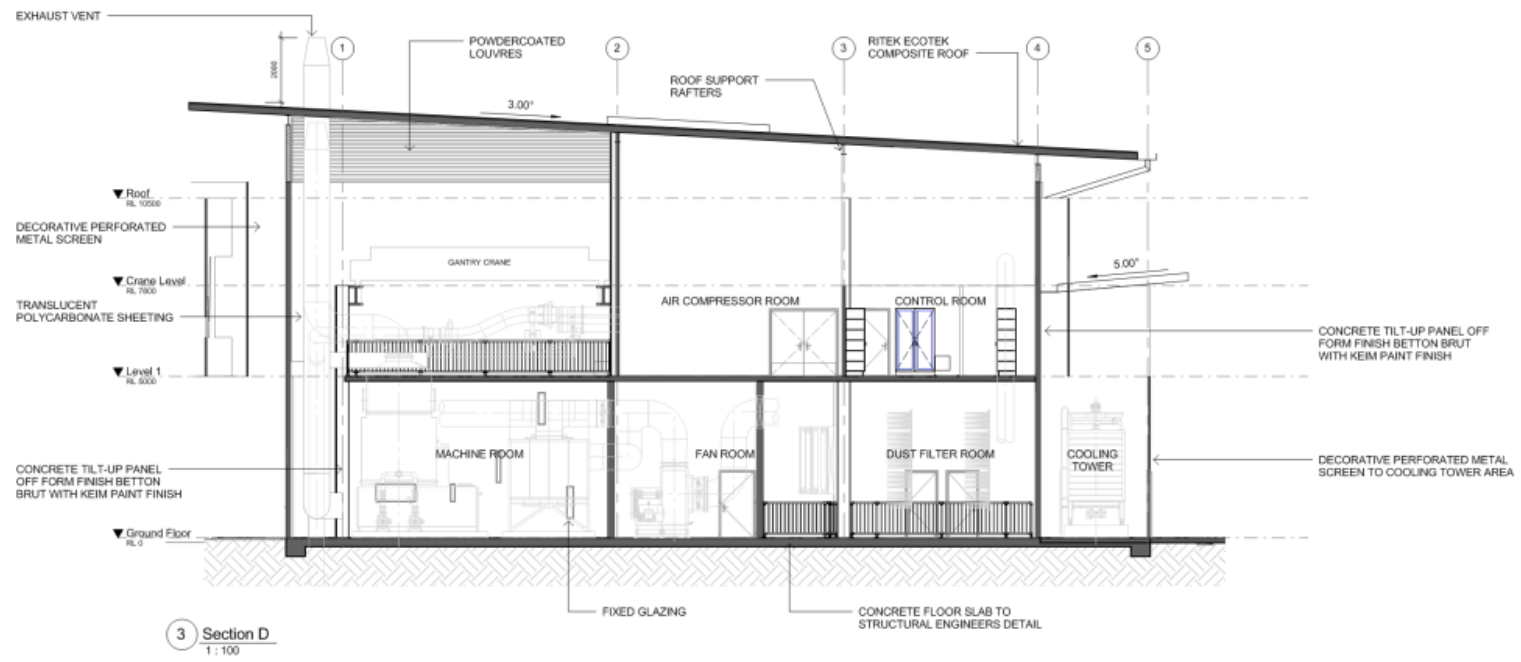 EXHAUST VENT
1
POWDERCOATED
LOUVRES
2
3
RITEK ECOTEK
COMPOSITE ROOF
4
5
2000
ROOF SUPPORT
RAFTERS
3.00°
Roof
RL 10500
DECORATIVE PERFORATED
METAL SCREEN
GANTRY CRANE
5.00°
Crane Level
RL 7800
TRANSLUCENT
POLYCARBONATE SHEETING
AIR COMPRESSOR ROOM
CONTROL ROOM
CONCRETE TILT-UP PANEL OFF
FORM FINISH BETTON BRUT
WITH KEIM PAINT FINISH
Level 1
RL 5000
MACHINE ROOM
FAN ROOM
DUST FILTER ROOM
COOLING
TOWER
CONCRETE TILT-UP PANEL
OFF FORM FINISH BETTON
BRUT WITH KEIM PAINT FINISH
DECORATIVE PERFORATED METAL
SCREEN TO COOLING TOWER AREA
Ground Floor
RL 0
FIXED GLAZING
CONCRETE FLOOR SLAB TO
STRUCTURAL ENGINEERS DETAIL
3 Section D
1 : 100